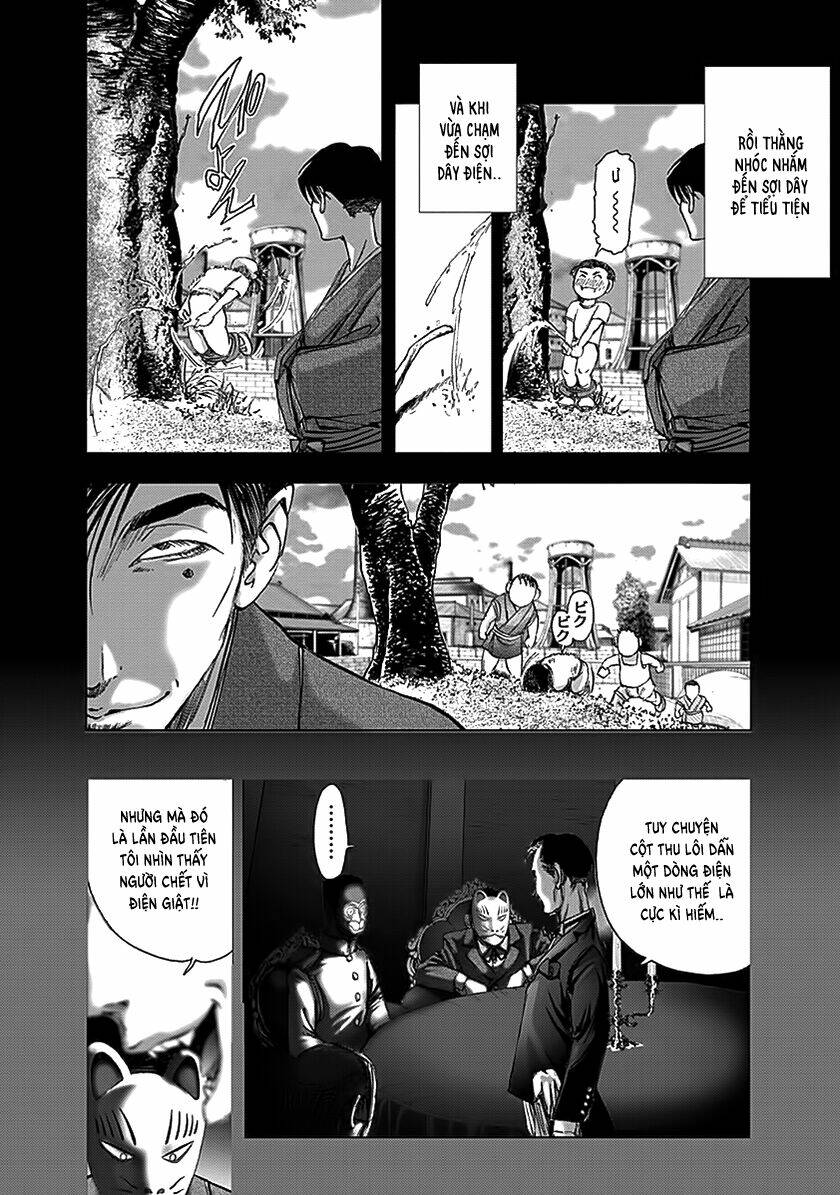 RỒI THẰNG
NHÓC NHẮM
ĐẾN SỢI DÂY
ĐỂ TIỂU TIỆN
Ư
VÀ KHI
VỪA CHẠM
ĐẾN SỢI
DÂY ĐIỆN..
ビク
ビク
TUY CHUYỆN
CỘT THU LÔI DẪN
MỘT DÒNG ĐIỆN
LỚN NHƯ THẾ LÀ
CỰC KÌ HIẾM..
………
NHƯNG MÀ ĐÓ
LÀ LẦN ĐẦU TIÊN
TÔI NHÌN THẤY
NGƯỜI CHẾT VÌ
ĐIỆN GIẬT!!